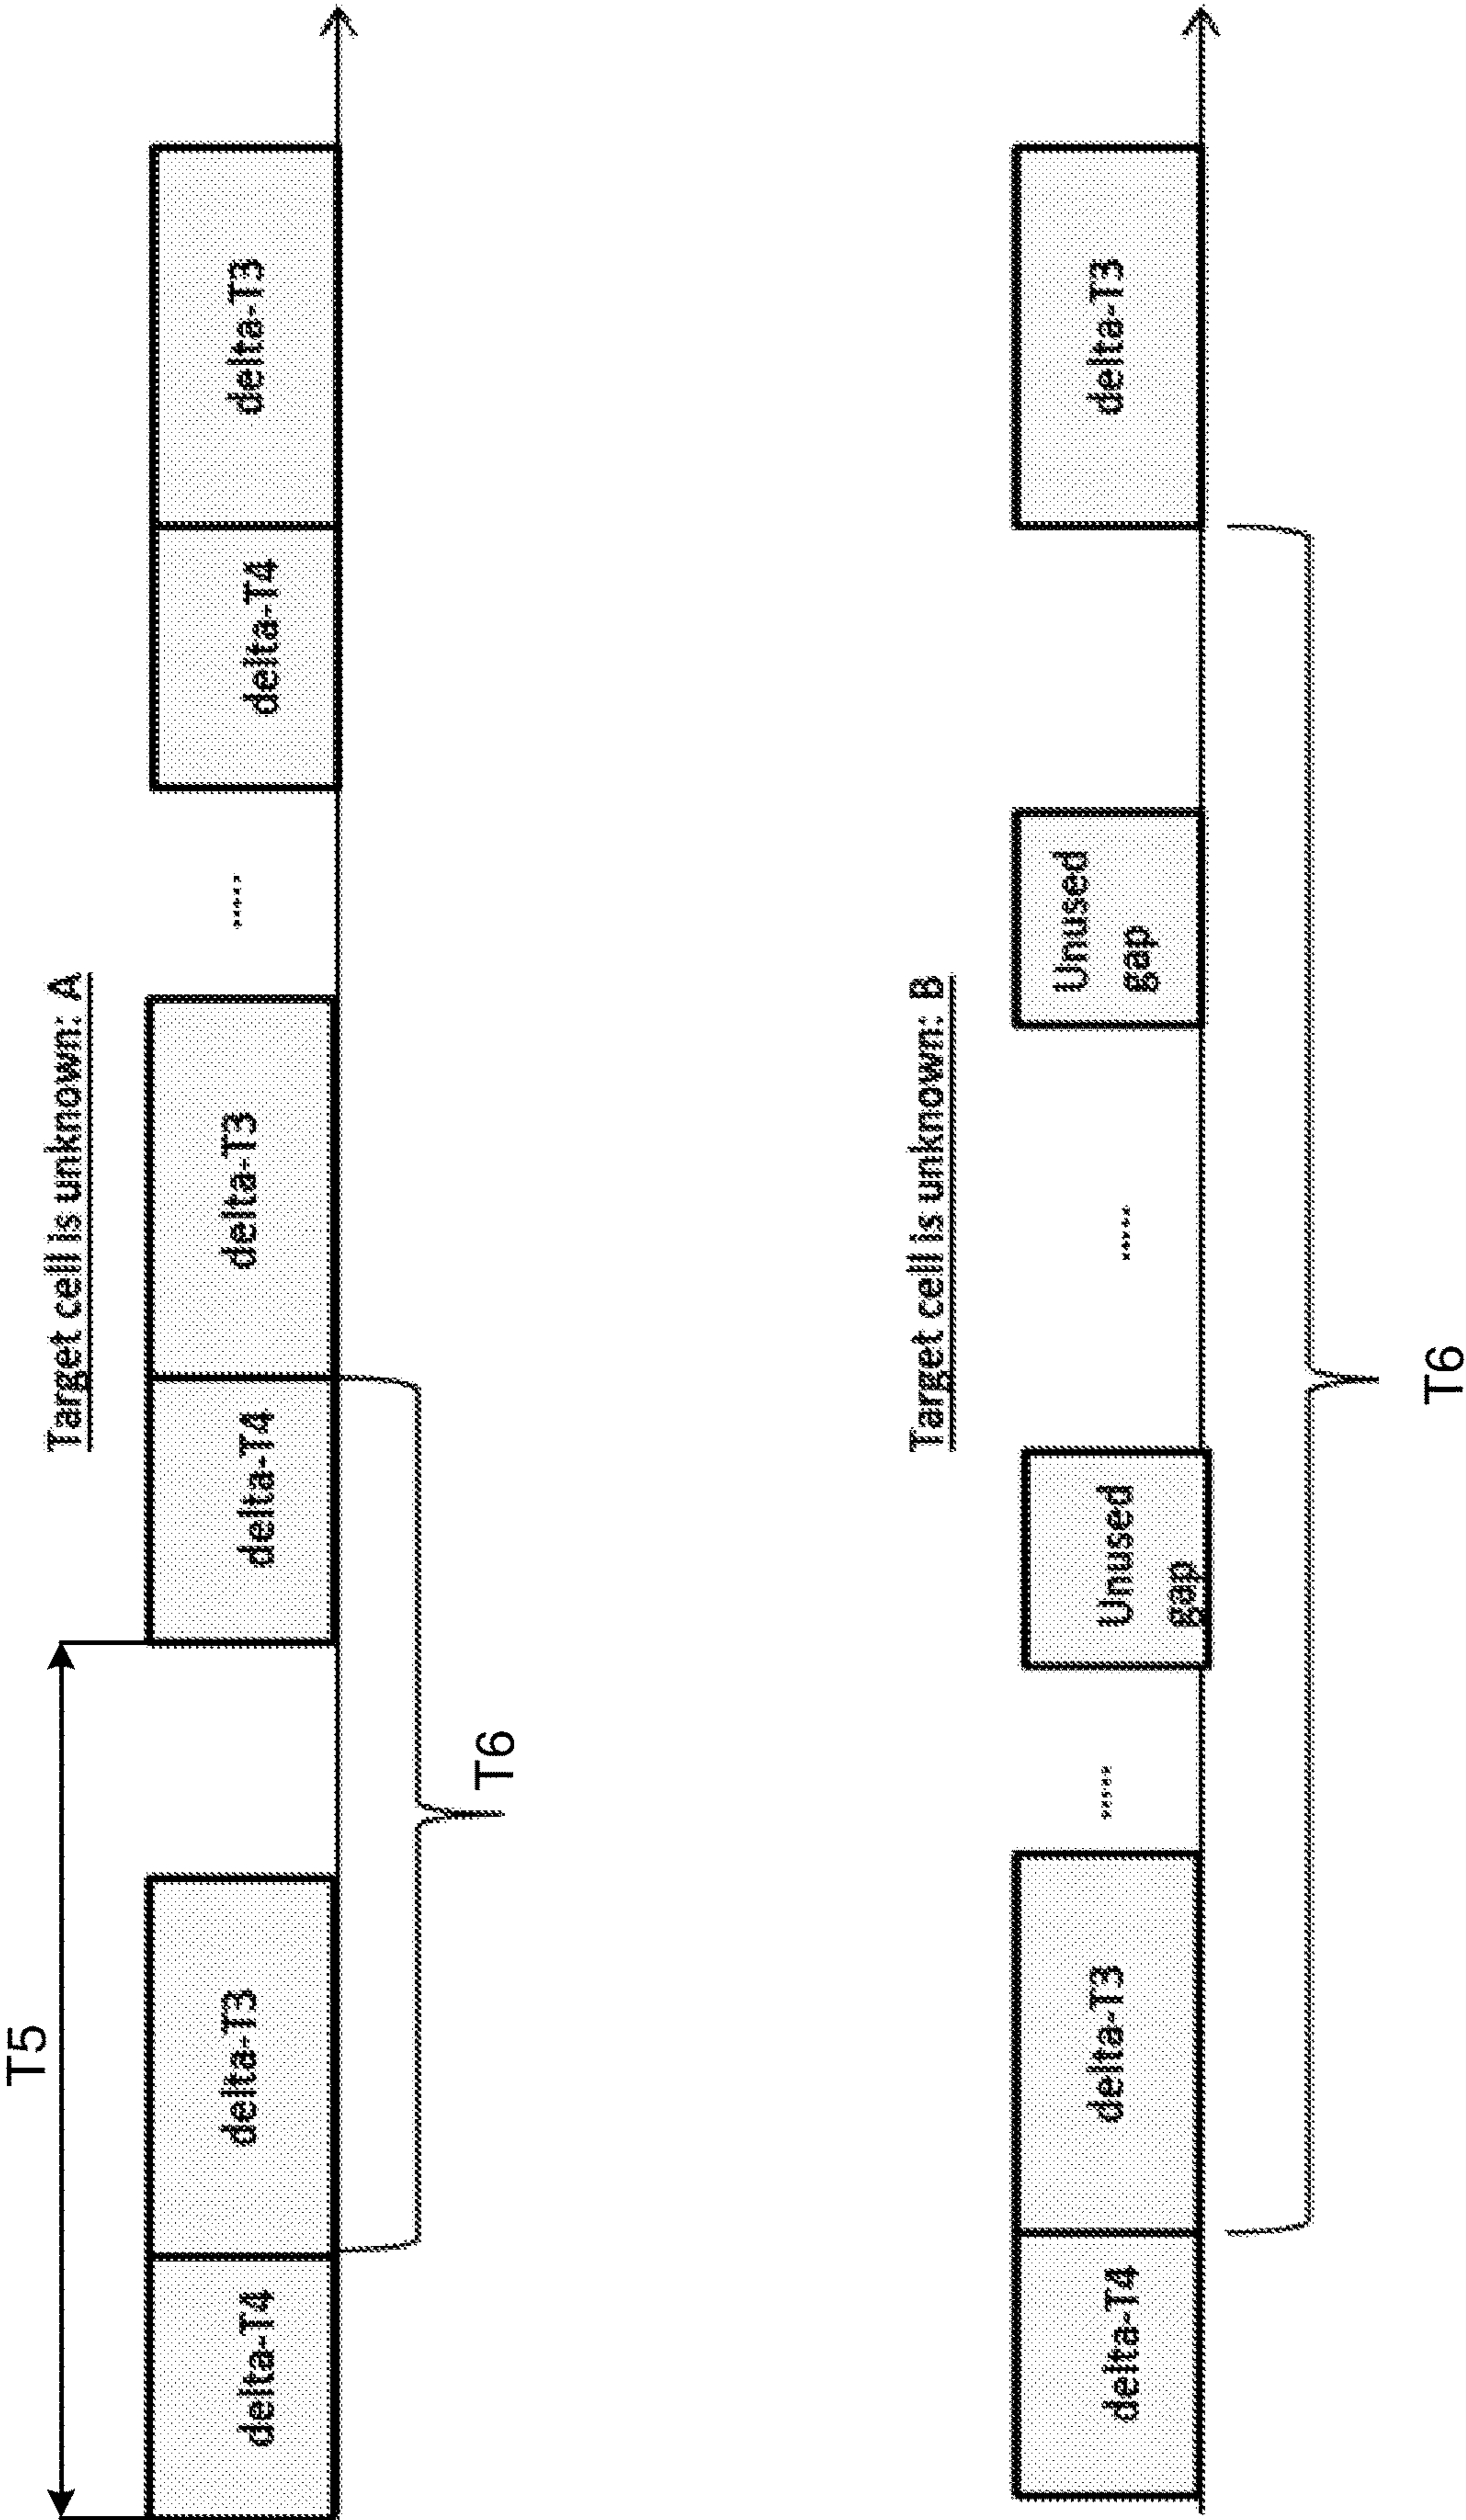 T5
Target cell is unknown: A
delta-T4
delta-T3
delta-T4
delta-T3
.....
delta-T4
delta-T3
T6
Target cell is unknown: B
delta-T4
delta-T3
.....
Unused
gap
.....
Unused
gap
delta-T3
T6